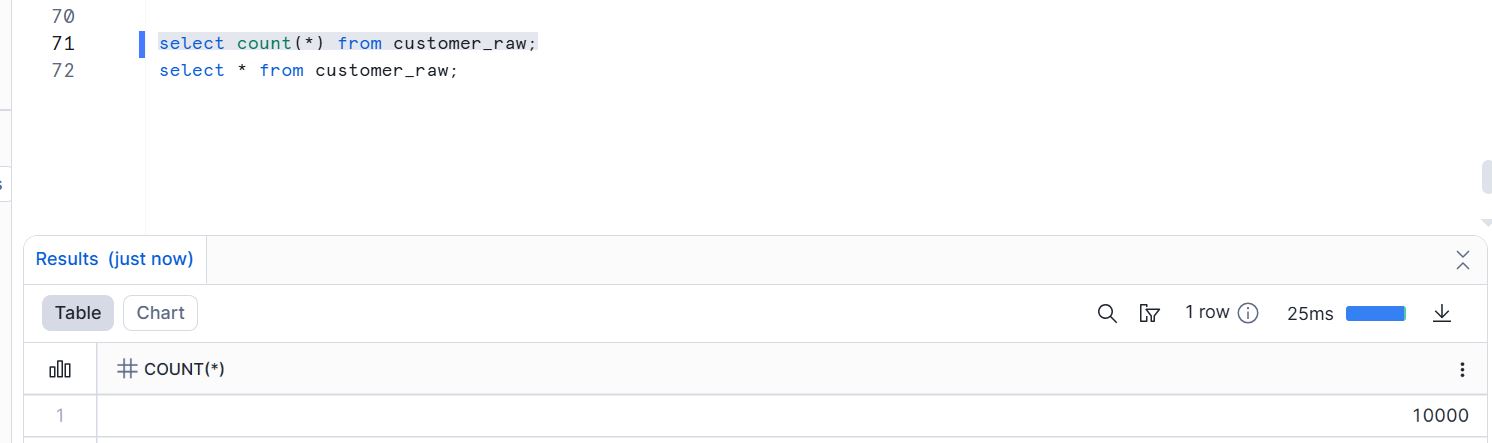 70
71 select count(*) from customer_raw;
72 select * from customer_raw;
s
Results (just now)
Table Chart 1 row 25ms
COUNT(*)
1 10000